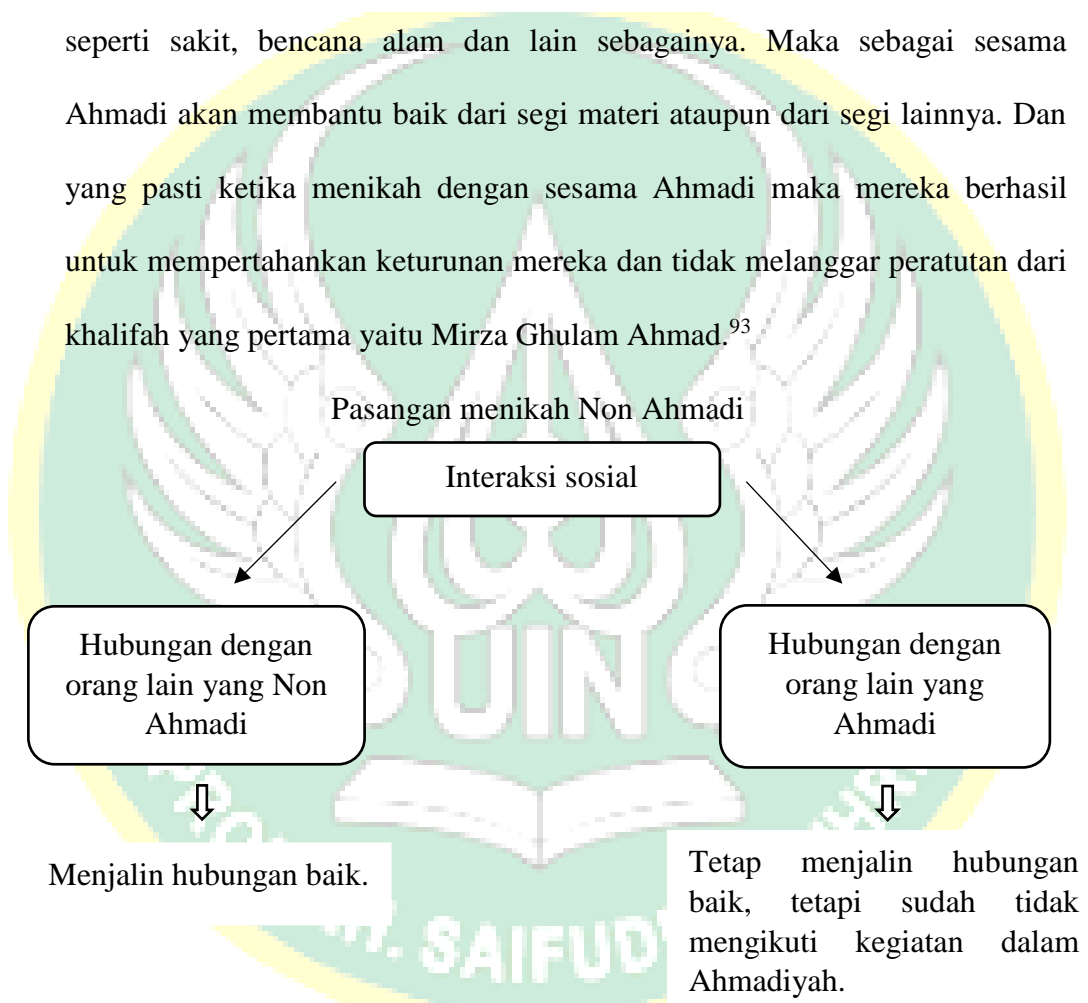 seperti sakit, bencana alam dan lain sebagainya. Maka sebagai sesama
Ahmadi akan membantu baik dari segi materi ataupun dari segi lainnya. Dan
yang pasti ketika menikah dengan sesama Ahmadi maka mereka berhasil
untuk mempertahankan keturunan mereka dan tidak melanggar peratutan dari
khalifah yang pertama yaitu Mirza Ghulam Ahmad.93
Pasangan menikah Non Ahmadi
Interaksi sosial
Hubungan dengan
orang lain yang Non
Ahmadi
Hubungan dengan
orang lain yang
Ahmadi
Menjalin hubungan baik.
Tetap menjalin hubungan
baik, tetapi sudah tidak
mengikuti kegiatan dalam
Ahmadiyah.
UIN